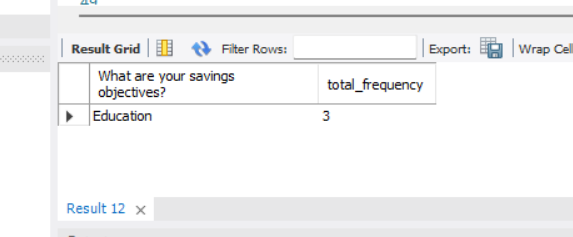 Result Grid Filter Rows: Export: Wrap Cell
What are your savings
objectives? total_frequency
Education 3
Result 12